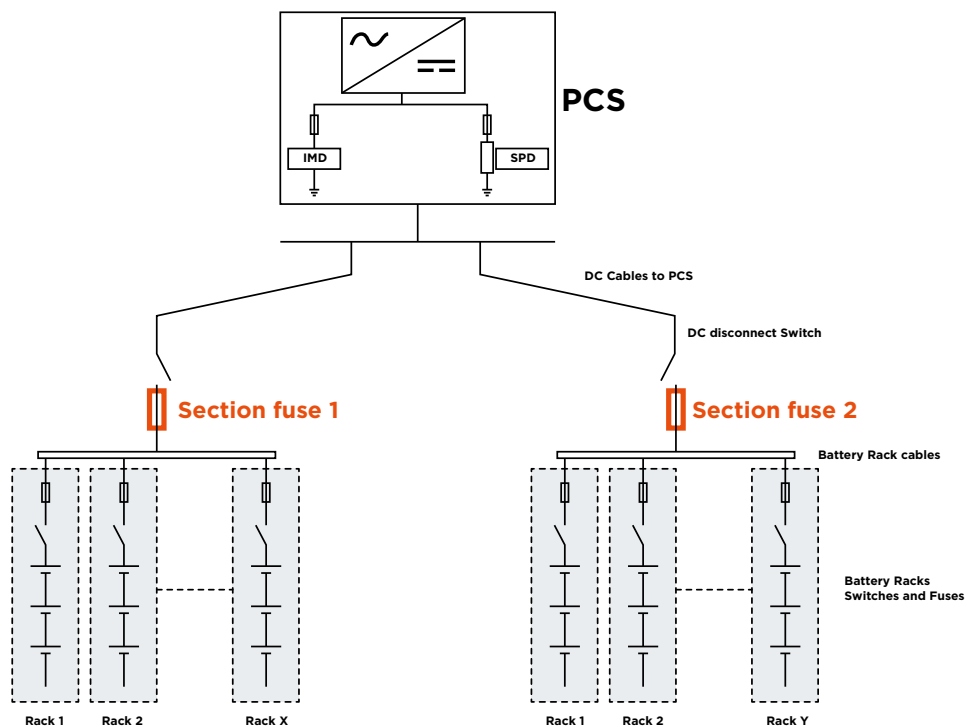 PCS
IMD
SPD
DC Cables to PCS
DC disconnect Switch
Section fuse 1
Section fuse 2
Battery Rack cables
Battery Racks
Switches and Fuses
Rack 1
Rack 2
Rack X
Rack 1
Rack 2
Rack Y